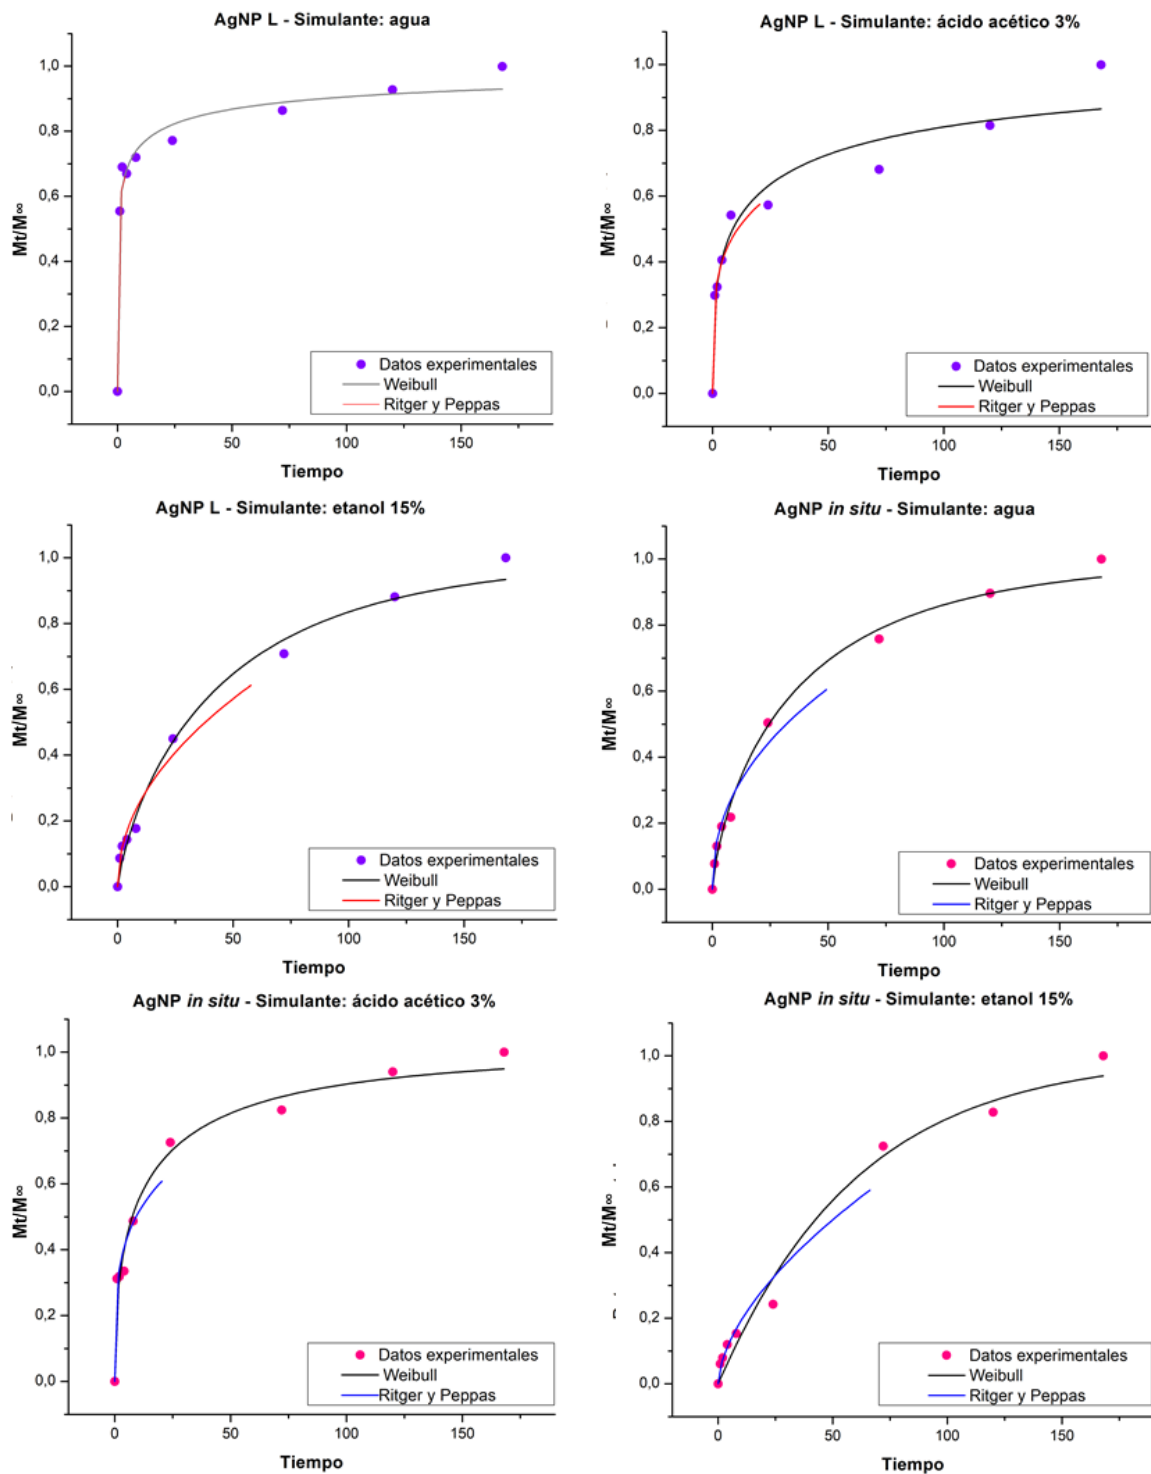 AgNP L - Simulante: agua
1,0
0,8
0,6
0,4
0,2
0,0
Mt/M∞
0
50
100
150
Tiempo
Datos experimentales
Weibull
Ritger y Peppas
AgNP L - Simulante: ácido acético 3%
1,0
0,8
0,6
0,4
0,2
0,0
Mt/M∞
0
50
100
150
Tiempo
Datos experimentales
Weibull
Ritger y Peppas
AgNP L - Simulante: etanol 15%
1,0
0,8
0,6
0,4
0,2
0,0
Mt/M∞
0
50
100
150
Tiempo
Datos experimentales
Weibull
Ritger y Peppas
AgNP in situ - Simulante: agua
1,0
0,8
0,6
0,4
0,2
0,0
Mt/M∞
0
50
100
150
Tiempo
Datos experimentales
Weibull
Ritger y Peppas
AgNP in situ - Simulante: ácido acético 3%
1,0
0,8
0,6
0,4
0,2
0,0
Mt/M∞
0
50
100
150
Tiempo
Datos experimentales
Weibull
Ritger y Peppas
AgNP in situ - Simulante: etanol 15%
1,0
0,8
0,6
0,4
0,2
0,0
Mt/M∞
0
50
100
150
Tiempo
Datos experimentales
Weibull
Ritger y Peppas